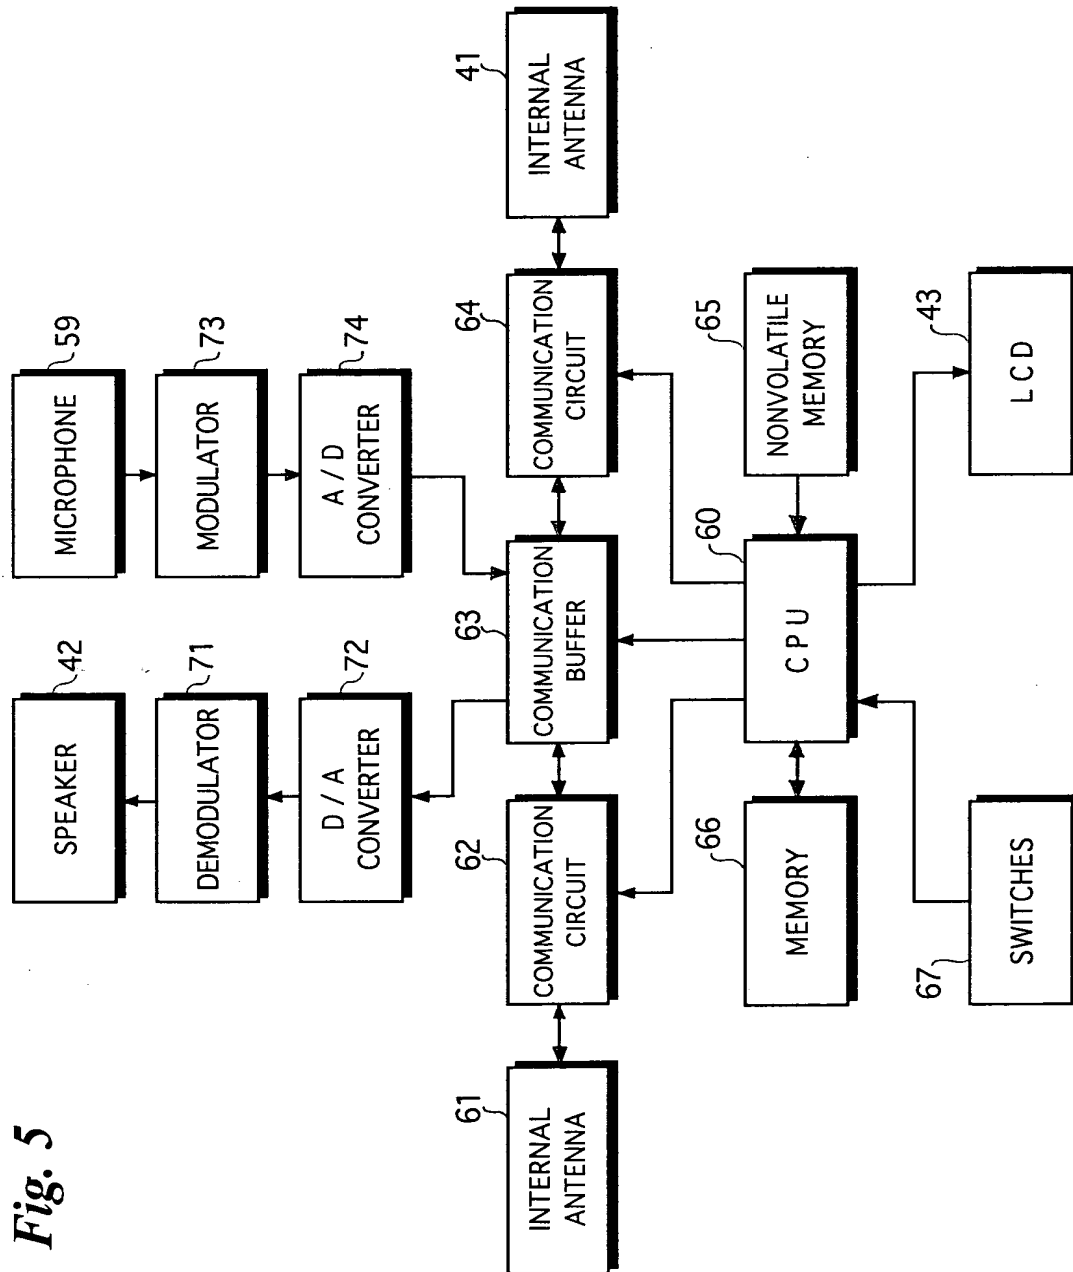 Fig. 5
SPEAKER
42
MICROPHONE
59
DEMODULATOR
71
MODULATOR
73
D / A
CONVERTER
72
A / D
CONVERTER
74
61
INTERNAL
ANTENNA
62
COMMUNICATION
CIRCUIT
63
COMMUNICATION
BUFFER
64
COMMUNICATION
CIRCUIT
41
INTERNAL
ANTENNA
66
MEMORY
60
CPU
65
NONVOLATILE
MEMORY
67
SWITCHES
43
LCD